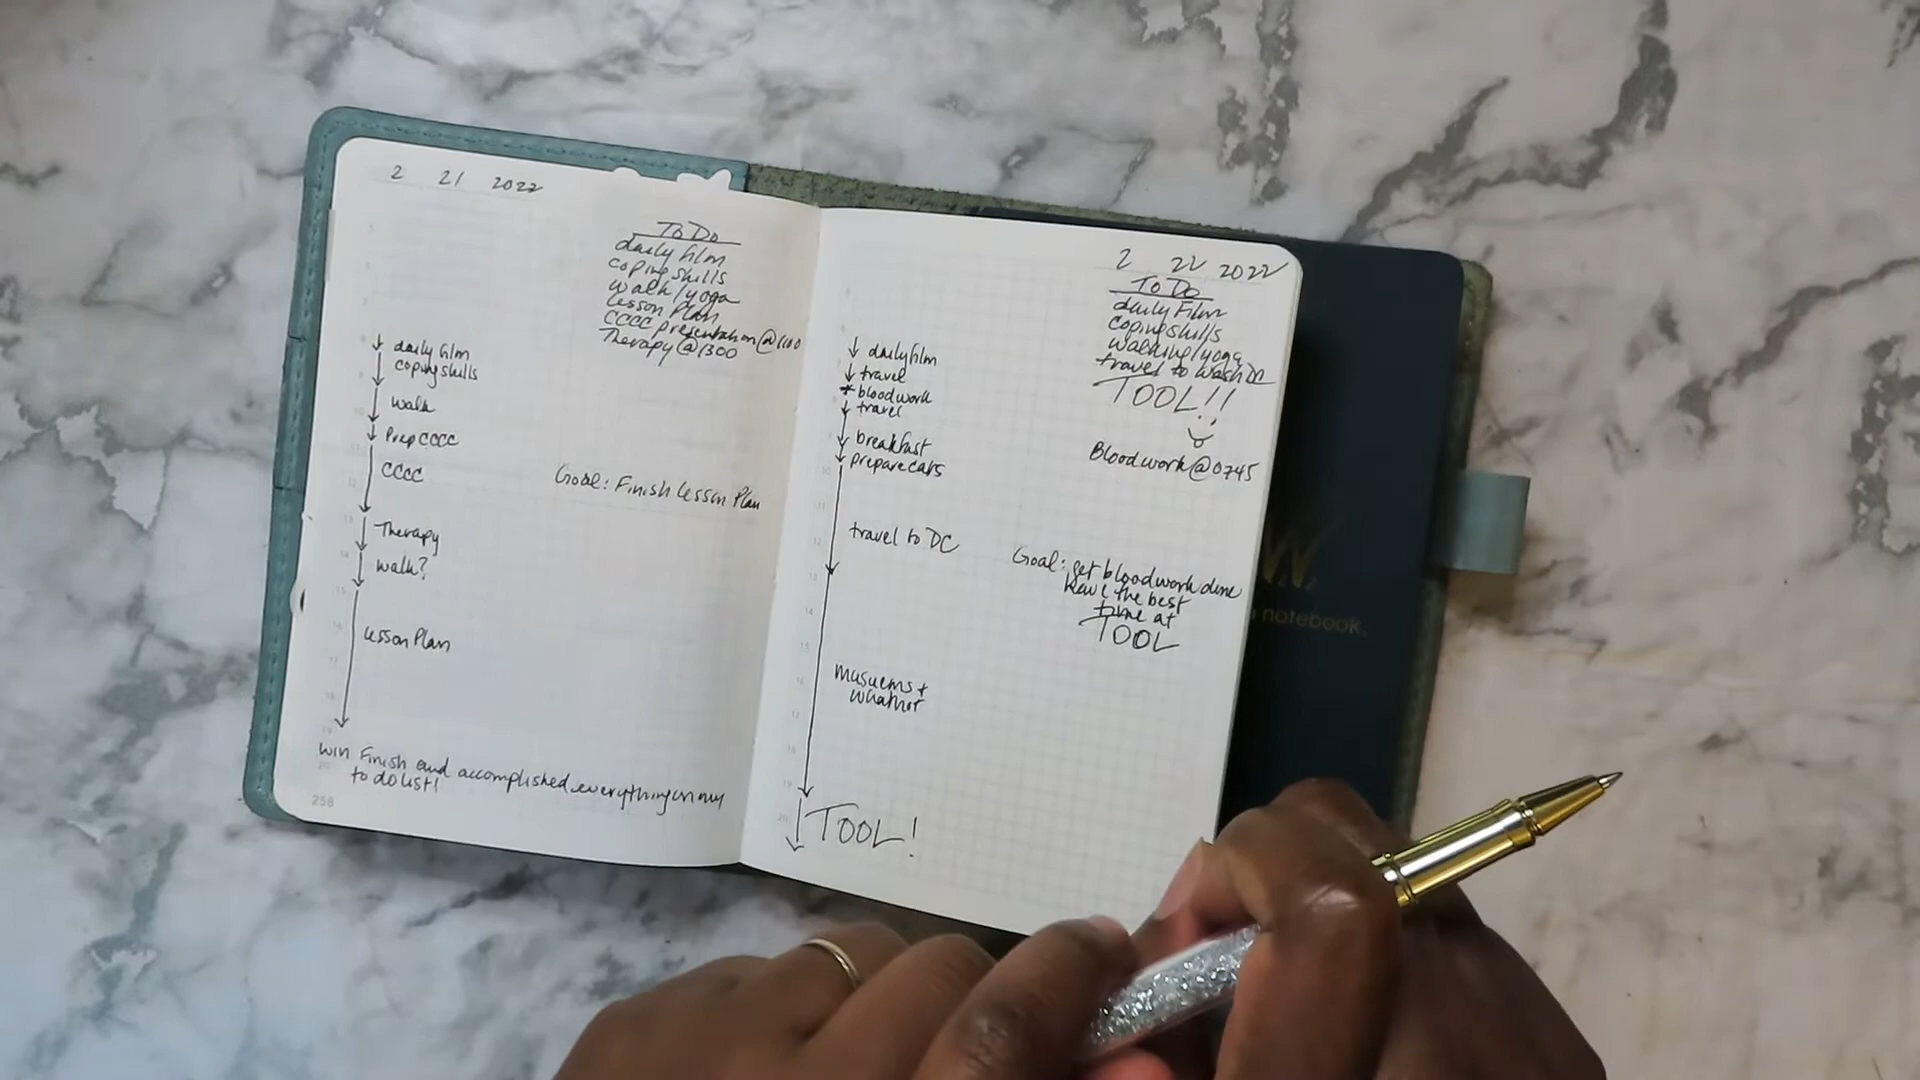 2 21 2022
To Do
daily film
coping skills
walk/yoga
lesson Plan
CCCC presentation @ 1100
Therapy @ 1300
daily film
coping skills
walk
Prep CCCC
CCCC
Goal: Finish lesson Plan
Therapy
walk?
lesson Plan
win Finish and accomplished everything on my
to do list!
258
2 22 2022
To Do
daily Film
coping skills
walking/yoga
travel to Wash DC
TOOL!!
Bloodwork @ 0745
daily film
travel
* bloodwork
travel
breakfast
prepare cars
travel to DC
Goal: get bloodwork done
have the best
time at
TOOL
musuems +
whatnot
TOOL!
notebook.